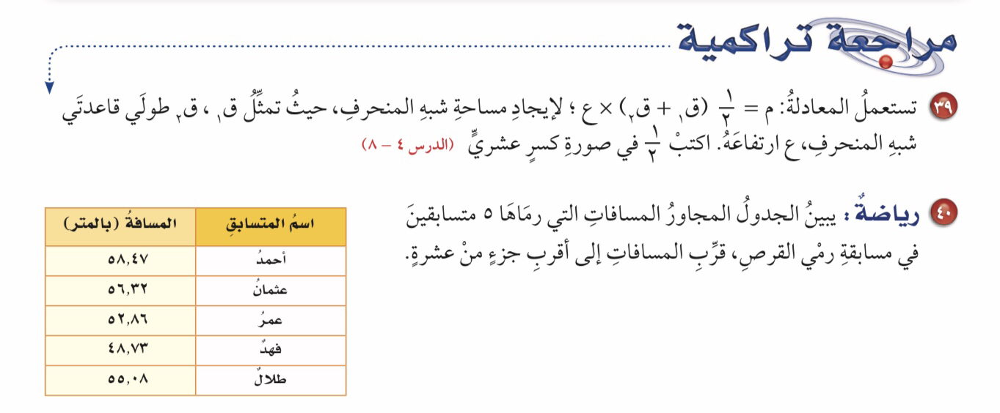 مراجعة تراكمية
٣٩ تستعملُ المعادلةُ: م = ١/٢ (ق١ + ق٢) × ع ؛ لإيجادِ مساحةِ شبهِ المنحرفِ، حيثُ تمثِّلُ ق١ ، ق٢ طولَي قاعدتَي
شبهِ المنحرفِ، ع ارتفاعَهُ. اكتبْ ١/٢ في صورةِ كسرٍ عشريٍّ (الدرس ٤ – ٨)
٤٠ رياضةٌ : يبينُ الجدولُ المجاورُ المسافاتِ التي رمَاهَا ٥ متسابقينَ
في مسابقةِ رمْيِ القرصِ، قرِّبِ المسافاتِ إلى أقربِ جزءٍ منْ عشرةٍ.
اسمُ المتسابقِ المسافةُ (بالمتر)
أحمدُ ٥٨,٤٧
عثمانُ ٥٦,٣٢
عمرُ ٥٢,٨٦
فهدٌ ٤٨,٧٣
طلالٌ ٥٥,٠٨